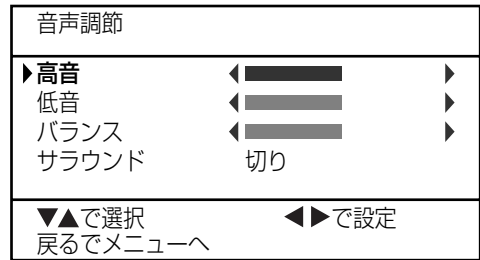 音声調節
高音
低音
バランス
サラウンド 切り
▼▲で選択 ◀▶で設定
戻るでメニューへ